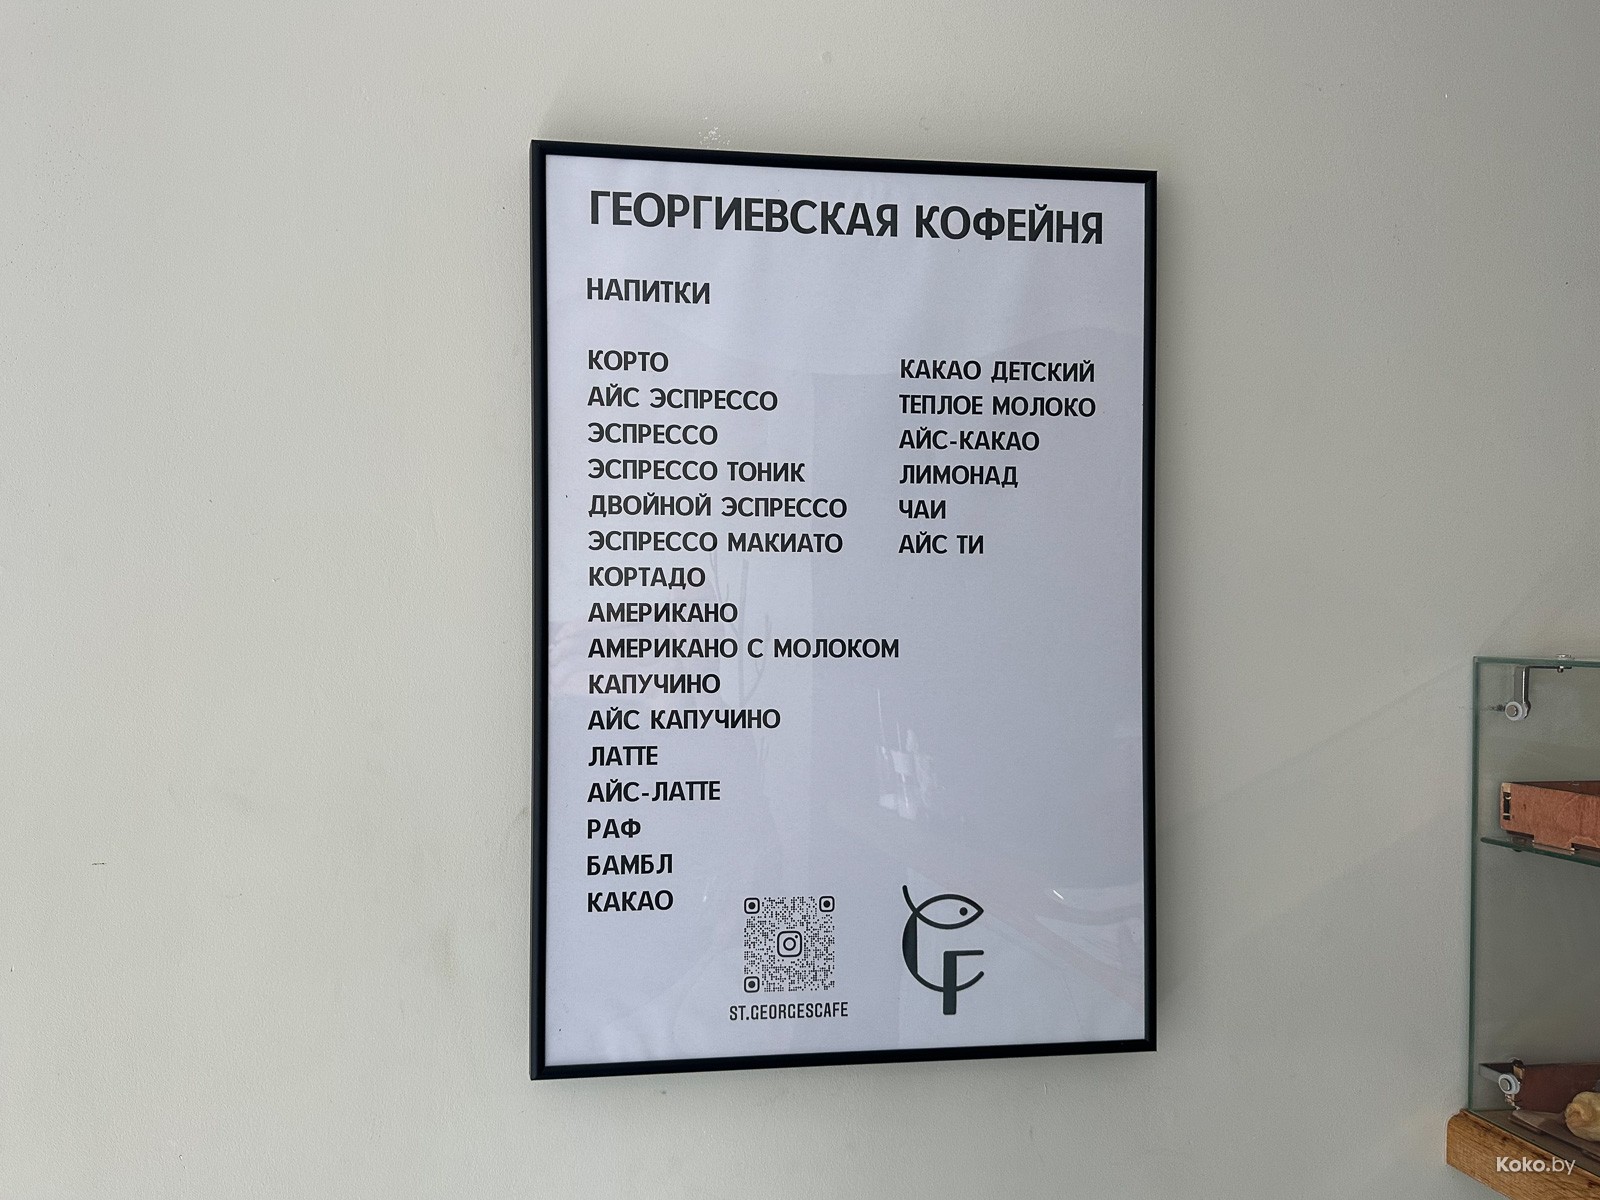 ГЕОРГИЕВСКАЯ КОФЕЙНЯ
НАПИТКИ
КОРТО
АЙС ЭСПРЕССО
ЭСПРЕССО
ЭСПРЕССО ТОНИК
ДВОЙНОЙ ЭСПРЕССО
ЭСПРЕССО МАКИАТО
КОРТАДО
АМЕРИКАНО
АМЕРИКАНО С МОЛОКОМ
КАПУЧИНО
АЙС КАПУЧИНО
ЛАТТЕ
АЙС-ЛАТТЕ
РАФ
БАМБЛ
КАКАО
КАКАО ДЕТСКИЙ
ТЕПЛОЕ МОЛОКО
АЙС-КАКАО
ЛИМОНАД
ЧАИ
АЙС ТИ
ST.GEORGESCAFE
Koko.by